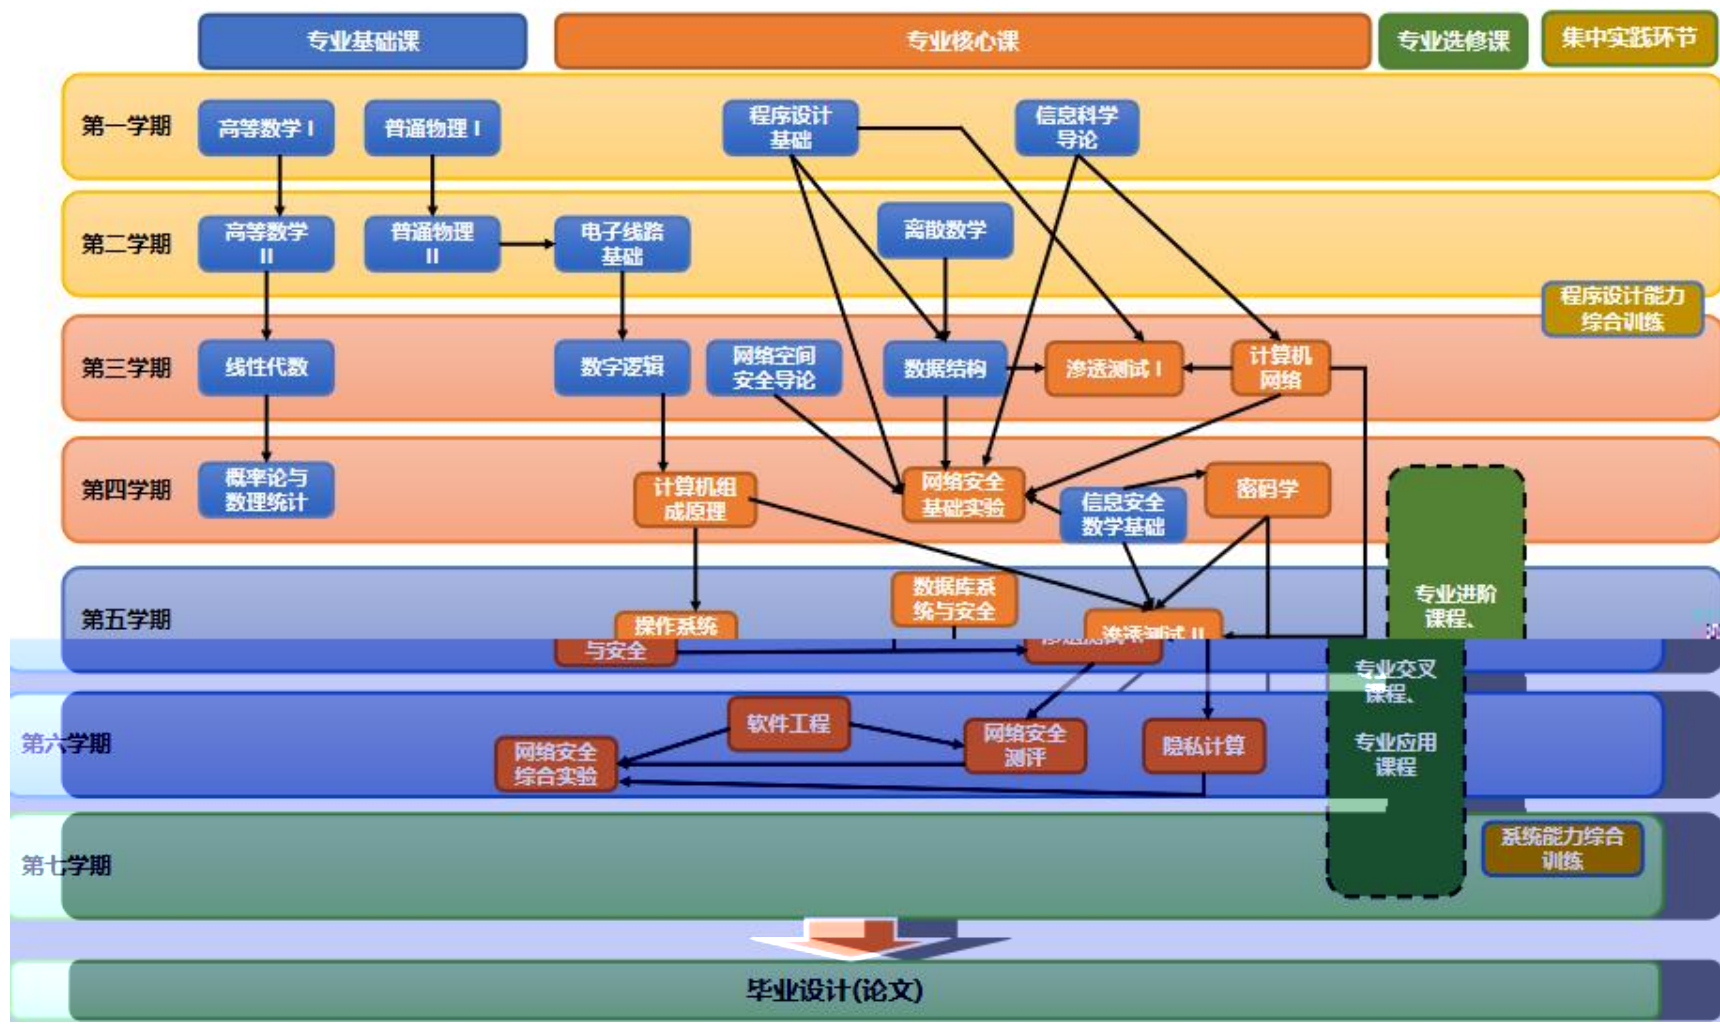 专业基础课
专业核心课
专业选修课
集中实践环节
第一学期
高等数学 I
普通物理 I
程序设计
基础
信息科学
导论
第二学期
高等数学
II
普通物理
II
电子线路
基础
离散数学
程序设计能力
综合训练
第三学期
线性代数
数字逻辑
网络空间
安全导论
数据结构
渗透测试 I
计算机
网络
第四学期
概率论与
数理统计
计算机组
成原理
网络安全
基础实验
信息安全
数学基础
密码学
第五学期
操作系统
与安全
数据库系
统与安全
渗透测试 II
专业进阶
课程、
专业交叉
课程、
专业应用
课程
第六学期
网络安全
综合实验
软件工程
网络安全
测评
隐私计算
第七学期
系统能力综合
训练
毕业设计(论文)